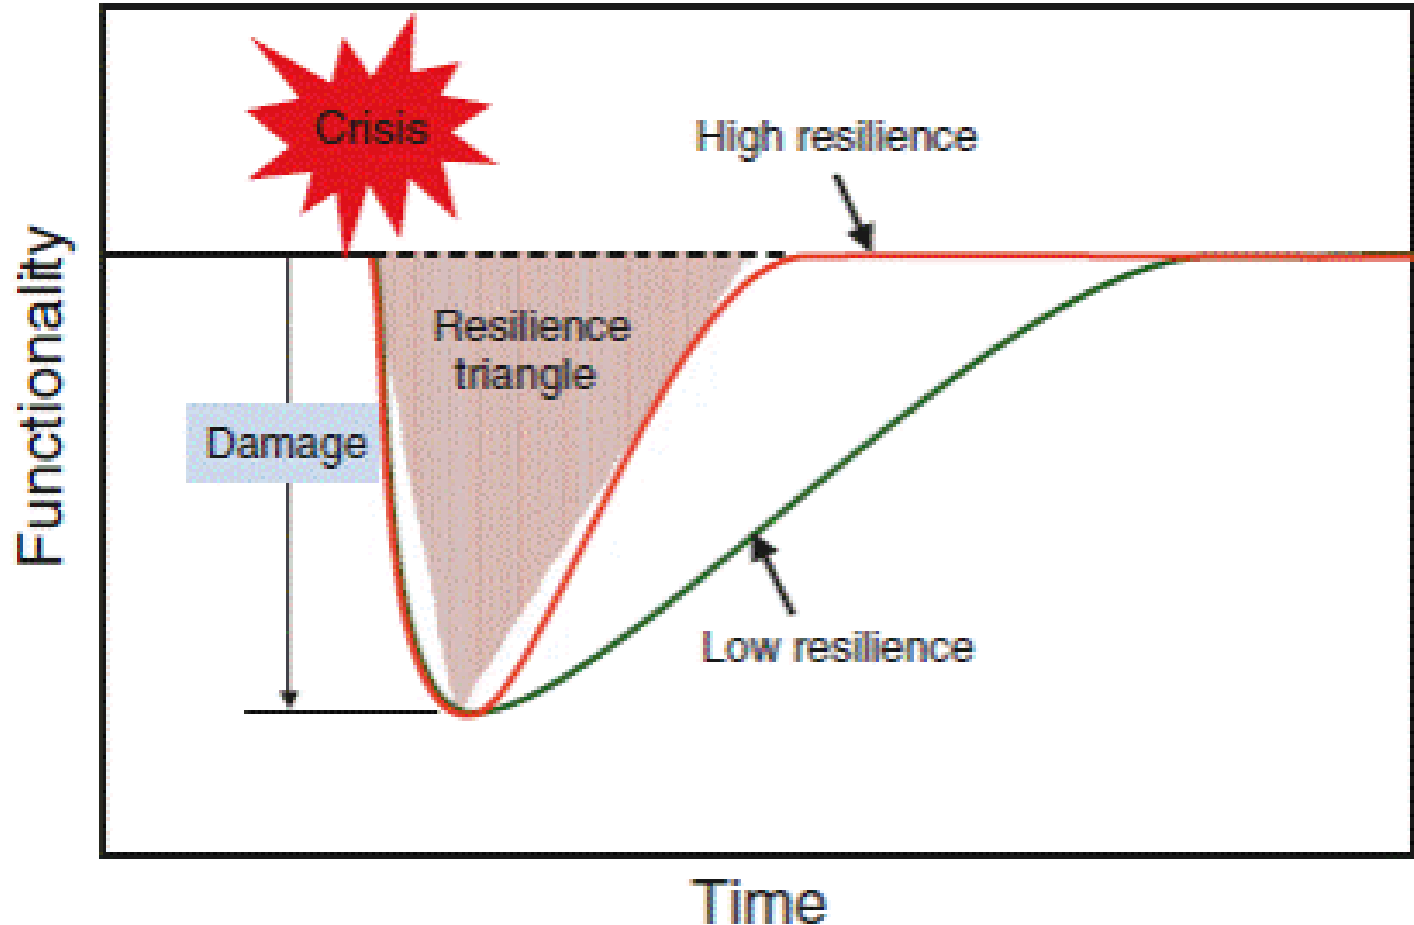 Crisis
High resilience
Resilience
triangle
Damage
Functionality
Low resilience
Time